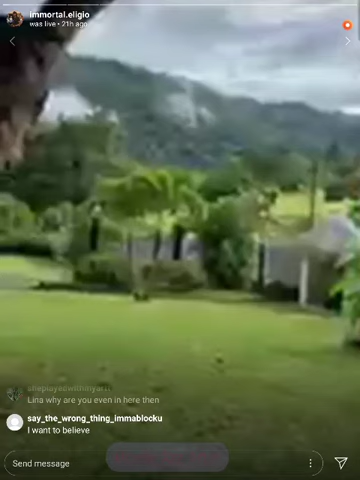 immortal.eligio
was live • 21h ago
Lina why are you even in here then
say_the_wrong_thing_immablocku
I want to believe
Send message